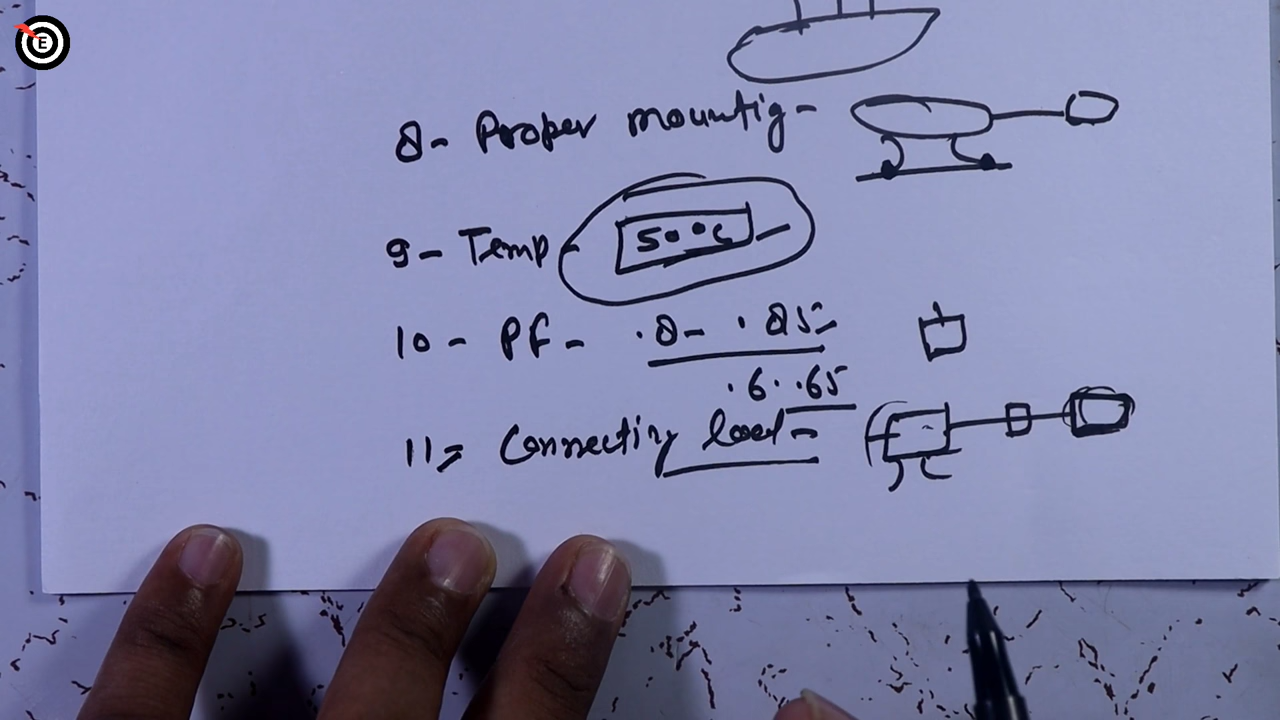 E
8- Proper mountig-
9- Temp- 50°C -
10- PF- .8- .85-
.6-.65
11- Connecting load-